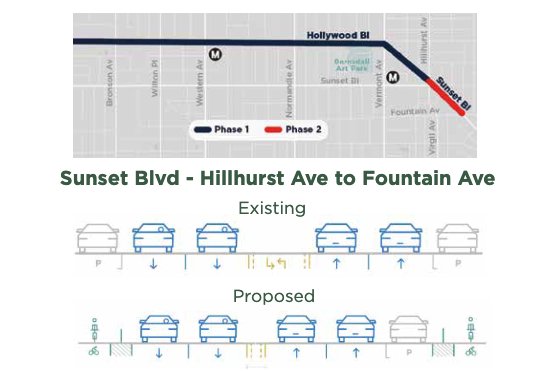 Hollywood Bl
Hillhurst Av
M
Barnsdall
Art Park
M
Bronson Av
Wilton Pl
Western Av
Normandie Av
Sunset Bl
Vermont Av
Sunset Bl
Fountain Av
Virgil Av
Phase 1
Phase 2
Sunset Blvd - Hillhurst Ave to Fountain Ave
Existing
P
P
Proposed
P